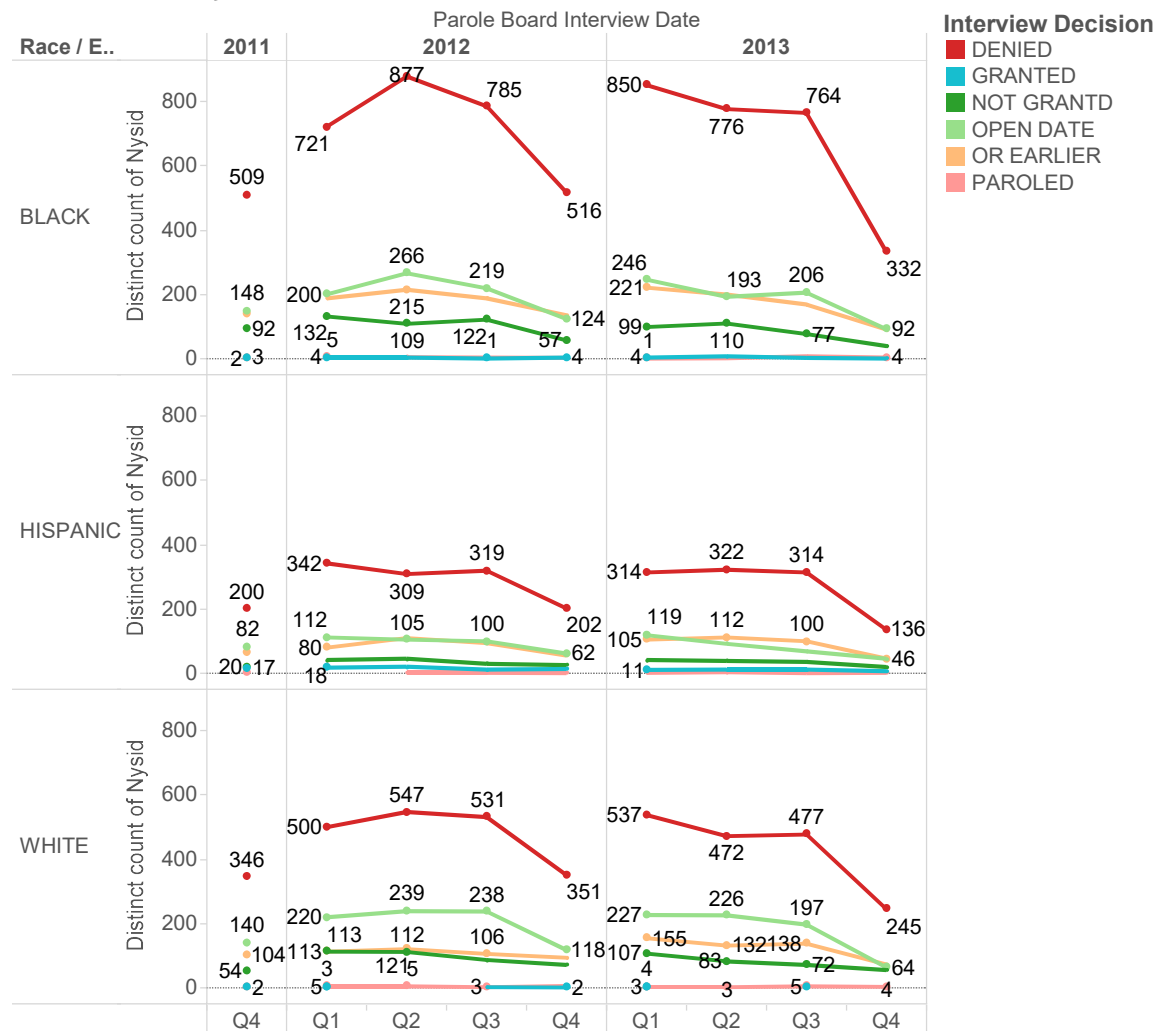 Parole Board Interview Date
Race / E.. 2011 2012 2013
Interview Decision
DENIED
GRANTED
NOT GRANTD
OPEN DATE
OR EARLIER
PAROLED
BLACK
Distinct count of Nysid
800
600
400
200
0
509
148
92
2 3
721 877 785 516
200 266 219 124
215
132 109 122 57
5 1
4 4
850 776 764 332
246 193 206 92
221
99 110 77
1
4 4
HISPANIC
Distinct count of Nysid
800
600
400
200
0
200
82
20 17
342 309 319 202
112 105 100 62
80
18
314 322 314 136
119 112 100 46
105
11
WHITE
Distinct count of Nysid
800
600
400
200
0
346
140
104
54
2
500 547 531 351
220 239 238 118
113 112 106
113 121
3 5
5 3 2
537 472 477 245
227 226 197 64
155 132 138
107 83 72
4
3 3 5 4
Q4 Q1 Q2 Q3 Q4 Q1 Q2 Q3 Q4